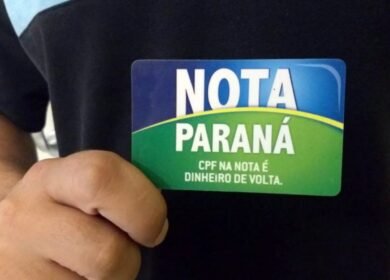 NOTA
PARANÁ
CPF NA NOTA É
DINHEIRO DE VOLTA.